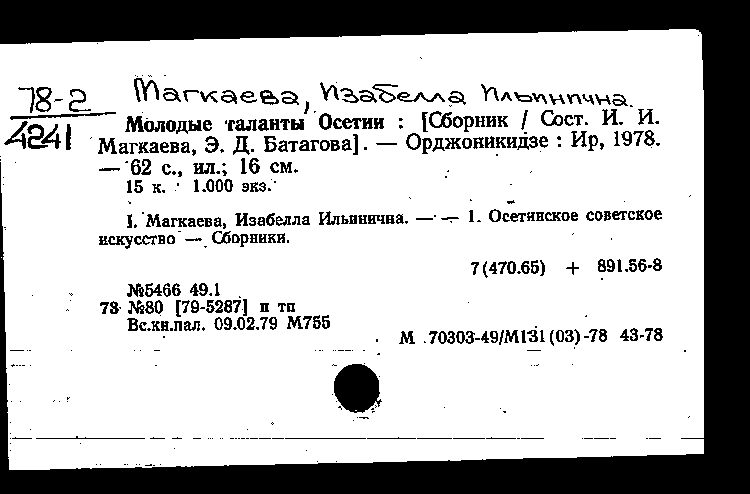 78-2 Магкаева, Изабелла Ильинична.
4241
Молодые таланты Осетии : [Сборник / Сост. И. И.
Магкаева, Э. Д. Батагова]. — Орджоникидзе : Ир, 1978.
— 62 с., ил.; 16 см.
15 к. 1.000 экз.
I. Магкаева, Изабелла Ильинична. — — 1. Осетинское советское
искусство — Сборники.
7(470.65) + 891.56-8
№5466 49.1
78 №80 [79-5287] п тп
Вс.кн.пал. 09.02.79 М755
М 70303-49/М131(03)-78 43-78